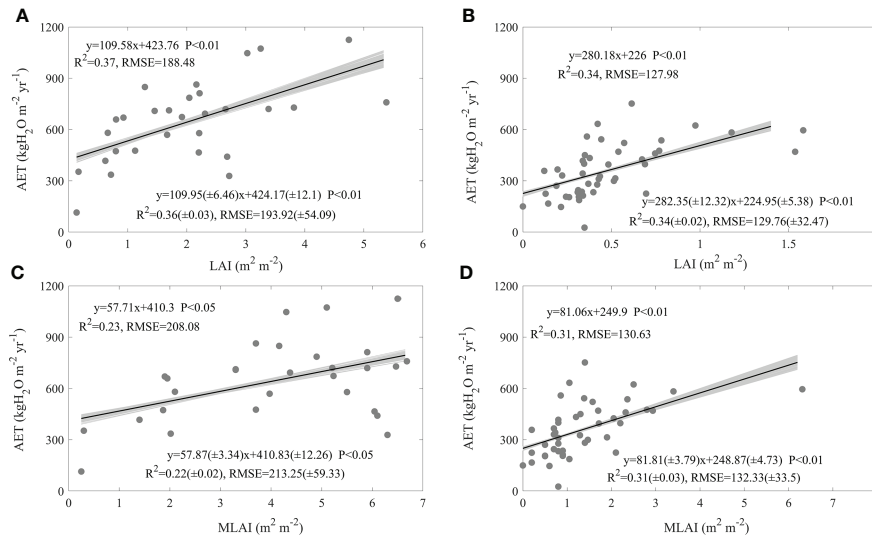 A
y=109.58x+423.76 P<0.01
R²=0.37, RMSE=188.48
109.95(±6.46)x+424.17(±12.1) P<0.01
R²=0.36(±0.03), RMSE=193.92(±54.09)
AET (kgH₂O m⁻² yr⁻¹)
1200
900
600
300
0
0 1 2 3 4 5 6
LAI (m² m⁻²)
B
y=280.18x+226 P<0.01
R²=0.34, RMSE=127.98
y=282.35(±12.32)x+224.95(±5.38) P<0.01
R²=0.34(±0.02), RMSE=129.76(±32.47)
AET (kgH₂O m⁻² yr⁻¹)
1200
900
600
300
0
0 0.5 1 1.5
LAI (m² m⁻²)
C
y=57.71x+410.3 P<0.05
R²=0.23, RMSE=208.08
y=57.87(±3.34)x+410.83(±12.26) P<0.05
R²=0.22(±0.02), RMSE=213.25(±59.33)
AET (kgH₂O m⁻² yr⁻¹)
1200
900
600
300
0
0 1 2 3 4 5 6 7
MLAI (m² m⁻²)
D
y=81.06x+249.9 P<0.01
R²=0.31, RMSE=130.63
y=81.81(±3.79)x+248.87(±4.73) P<0.01
R²=0.31(±0.03), RMSE=132.33(±33.5)
AET (kgH₂O m⁻² yr⁻¹)
1200
900
600
300
0
0 1 2 3 4 5 6 7
MLAI (m² m⁻²)